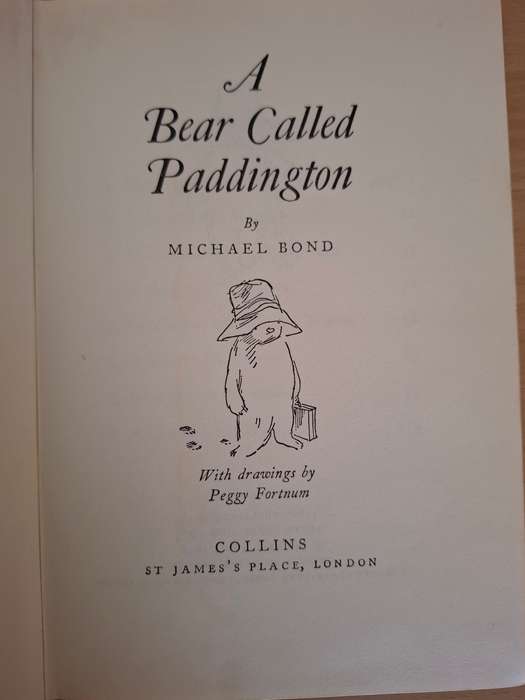 A
Bear Called
Paddington
By
MICHAEL BOND
With drawings by
Peggy Fortnum
COLLINS
ST JAMES'S PLACE, LONDON